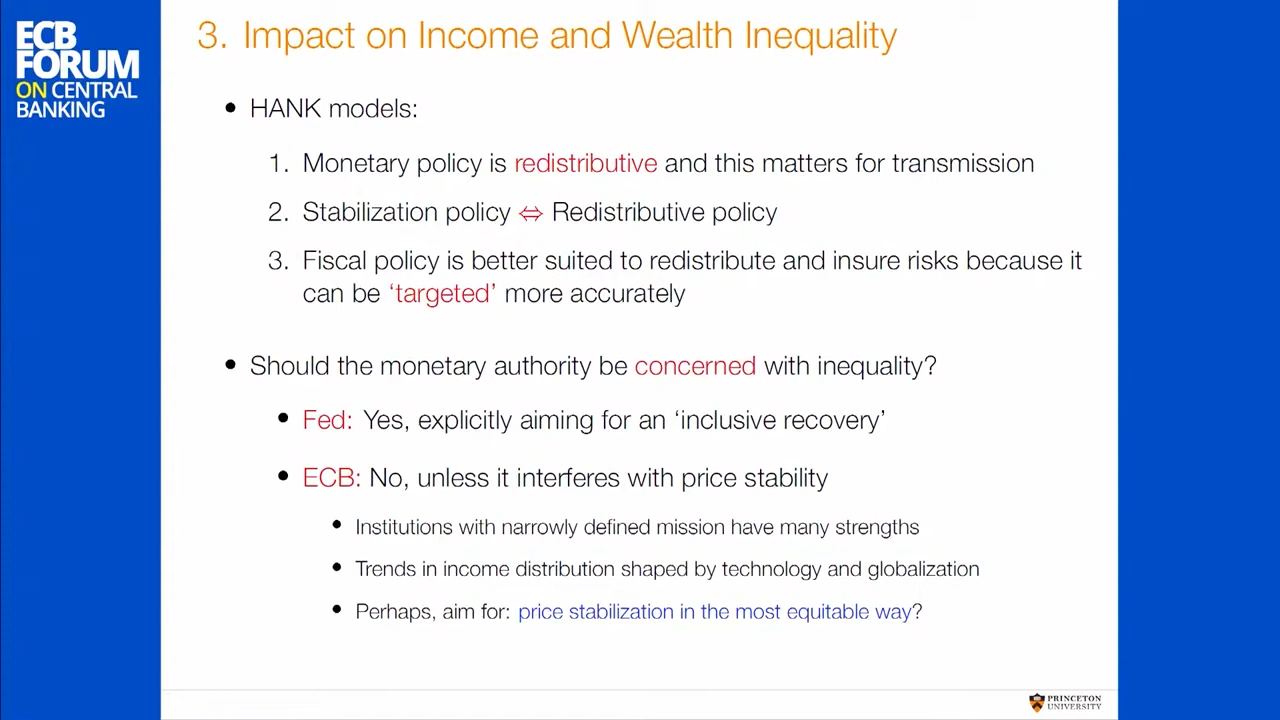 ECB
FORUM
ON CENTRAL
BANKING
3. Impact on Income and Wealth Inequality
• HANK models:
1. Monetary policy is redistributive and this matters for transmission
2. Stabilization policy ⇔ Redistributive policy
3. Fiscal policy is better suited to redistribute and insure risks because it
can be ‘targeted’ more accurately
• Should the monetary authority be concerned with inequality?
• Fed: Yes, explicitly aiming for an ‘inclusive recovery’
• ECB: No, unless it interferes with price stability
• Institutions with narrowly defined mission have many strengths
• Trends in income distribution shaped by technology and globalization
• Perhaps, aim for: price stabilization in the most equitable way?
PRINCETON
UNIVERSITY